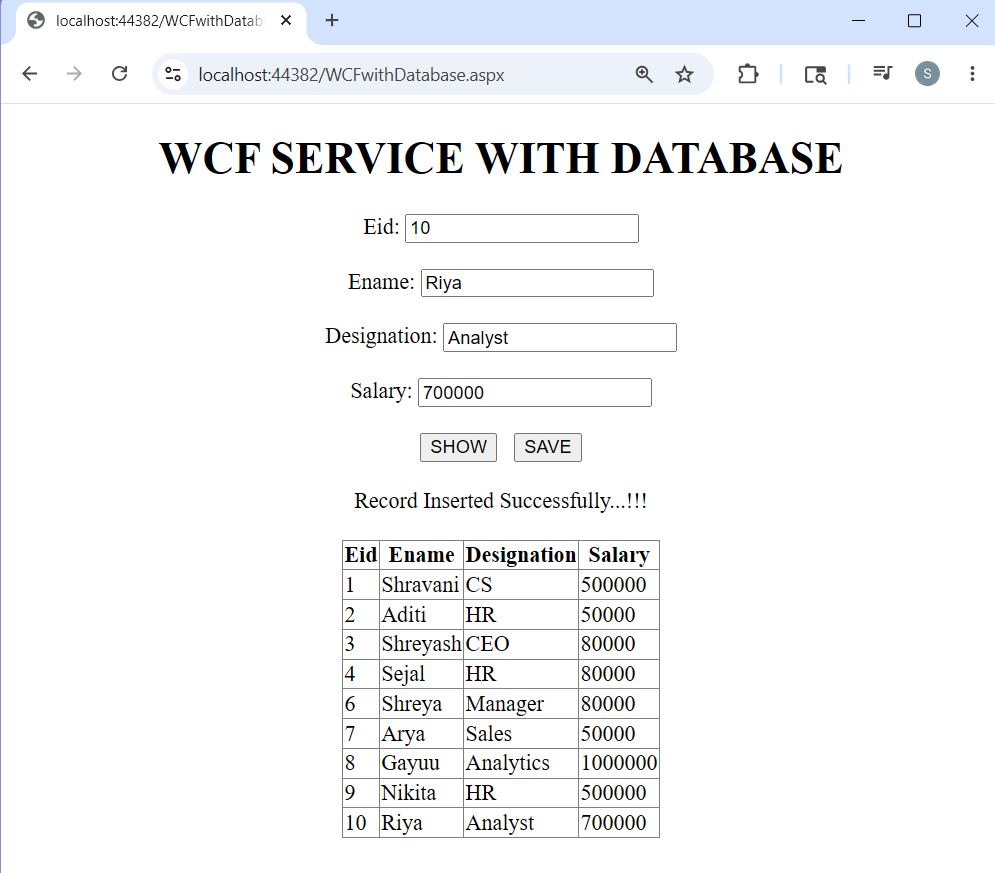 localhost:44382/WCFwithDatab
localhost:44382/WCFwithDatabase.aspx
S
WCF SERVICE WITH DATABASE
Eid: 10
Ename: Riya
Designation: Analyst
Salary: 700000
SHOW SAVE
Record Inserted Successfully...!!!
Eid Ename Designation Salary
1 Shravani CS 500000
2 Aditi HR 50000
3 Shreyash CEO 80000
4 Sejal HR 80000
6 Shreya Manager 80000
7 Arya Sales 50000
8 Gayuu Analytics 1000000
9 Nikita HR 500000
10 Riya Analyst 700000